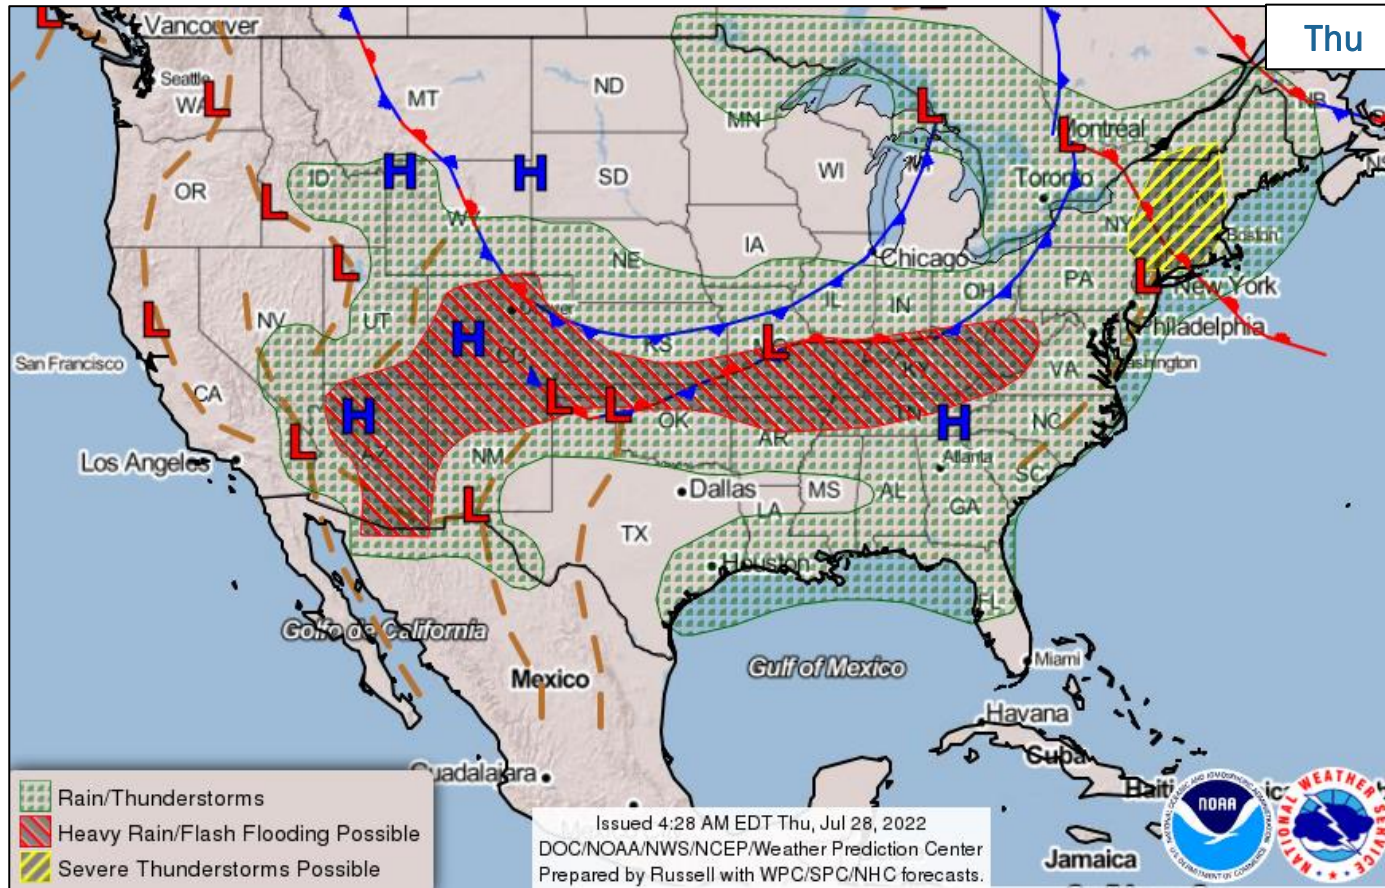 Thu
Vancouver
Seattle
WA
MT
ND
MN
Montréal
NB
OR
ID
SD
WI
Toronto
NY
Boston
WY
IA
NE
Chicago
PA
New York
NV
UT
Denver
CO
KS
IL
IN
OH
Philadelphia
Washington
San Francisco
CA
KY
VA
Los Angeles
AZ
NM
OK
AR
TN
NC
Atlanta
SC
Dallas
MS
AL
GA
LA
TX
Houston
FL
Golfo de California
Mexico
Gulf of Mexico
Miami
Havana
Cuba
Guadalajara
Jamaica
H
H
H
H
H
L
L
L
L
L
L
L
L
L
L
L
L
L
Rain/Thunderstorms
Heavy Rain/Flash Flooding Possible
Severe Thunderstorms Possible
Issued 4:28 AM EDT Thu, Jul 28, 2022
DOC/NOAA/NWS/NCEP/Weather Prediction Center
Prepared by Russell with WPC/SPC/NHC forecasts.
NOAA
NATIONAL WEATHER SERVICE